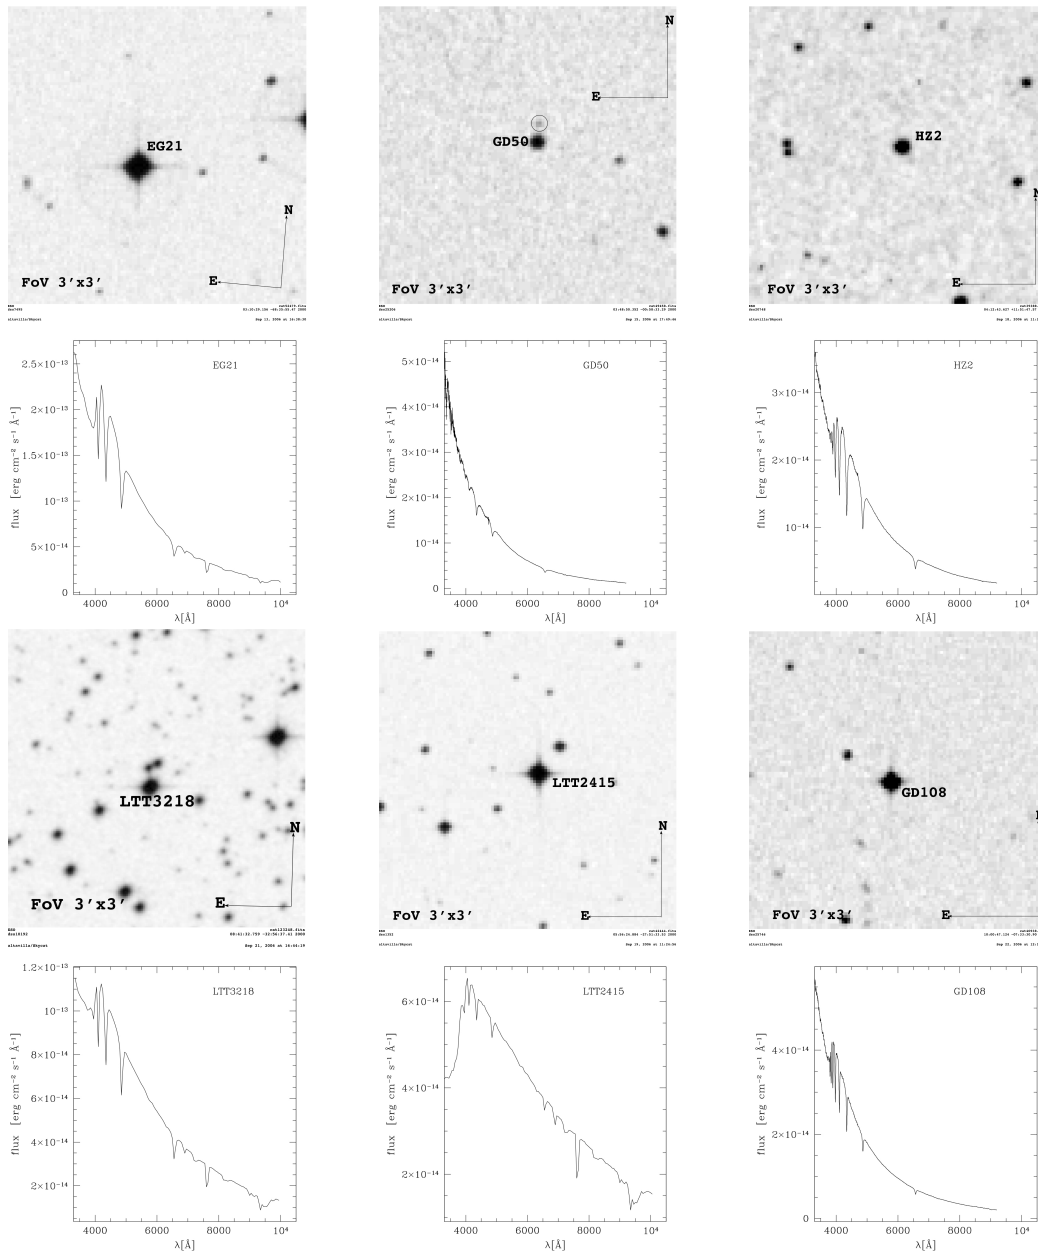 EG21
N
E
FoV 3'x3'
N
E
GD50
FoV 3'x3'
HZ2
N
E
FoV 3'x3'
EG21
flux [erg cm⁻² s⁻¹ Å⁻¹]
2.5×10⁻¹³
2×10⁻¹³
1.5×10⁻¹³
10⁻¹³
5×10⁻¹⁴
0
4000 6000 8000 10⁴
λ[Å]
GD50
flux [erg cm⁻² s⁻¹ Å⁻¹]
5×10⁻¹⁴
4×10⁻¹⁴
3×10⁻¹⁴
2×10⁻¹⁴
10⁻¹⁴
0
4000 6000 8000 10⁴
λ[Å]
HZ2
flux [erg cm⁻² s⁻¹ Å⁻¹]
3×10⁻¹⁴
2×10⁻¹⁴
10⁻¹⁴
4000 6000 8000 10⁴
λ[Å]
LTT3218
N
E
FoV 3'x3'
Sep 21, 2006 at 16:44:19
LTT2415
N
E
FoV 3'x3'
GD108
E
FoV 3'x3'
LTT3218
flux [erg cm⁻² s⁻¹ Å⁻¹]
1.2×10⁻¹³
10⁻¹³
8×10⁻¹⁴
6×10⁻¹⁴
4×10⁻¹⁴
2×10⁻¹⁴
4000 6000 8000 10⁴
λ[Å]
LTT2415
flux [erg cm⁻² s⁻¹ Å⁻¹]
6×10⁻¹⁴
4×10⁻¹⁴
2×10⁻¹⁴
4000 6000 8000 10⁴
λ[Å]
GD108
flux [erg cm⁻² s⁻¹ Å⁻¹]
4×10⁻¹⁴
2×10⁻¹⁴
0
4000 6000 8000 10⁴
λ[Å]